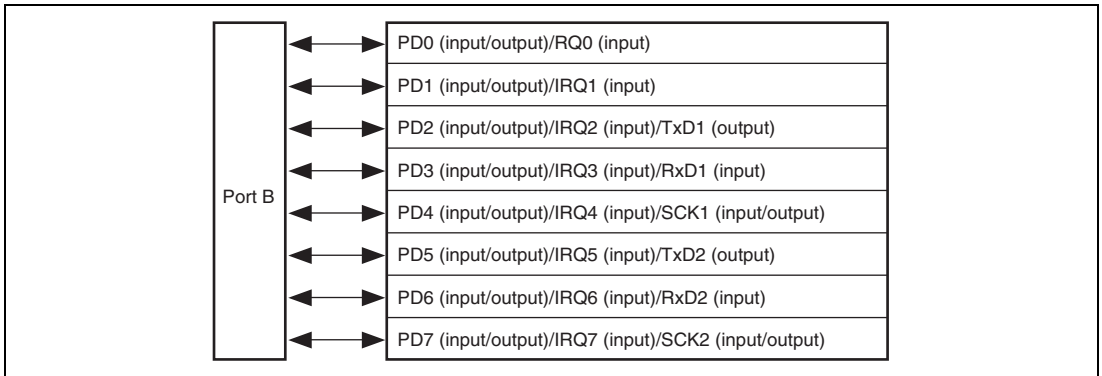 Port B
PD0 (input/output)/RQ0 (input)
PD1 (input/output)/IRQ1 (input)
PD2 (input/output)/IRQ2 (input)/TxD1 (output)
PD3 (input/output)/IRQ3 (input)/RxD1 (input)
PD4 (input/output)/IRQ4 (input)/SCK1 (input/output)
PD5 (input/output)/IRQ5 (input)/TxD2 (output)
PD6 (input/output)/IRQ6 (input)/RxD2 (input)
PD7 (input/output)/IRQ7 (input)/SCK2 (input/output)